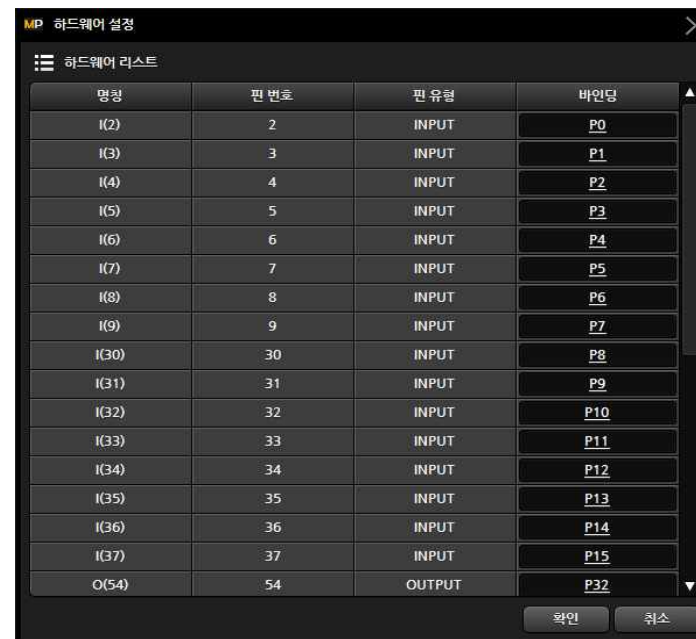 MP 하드웨어 설정
하드웨어 리스트
명칭 핀 번호 핀 유형 바인딩
I(2) 2 INPUT P0
I(3) 3 INPUT P1
I(4) 4 INPUT P2
I(5) 5 INPUT P3
I(6) 6 INPUT P4
I(7) 7 INPUT P5
I(8) 8 INPUT P6
I(9) 9 INPUT P7
I(30) 30 INPUT P8
I(31) 31 INPUT P9
I(32) 32 INPUT P10
I(33) 33 INPUT P11
I(34) 34 INPUT P12
I(35) 35 INPUT P13
I(36) 36 INPUT P14
I(37) 37 INPUT P15
O(54) 54 OUTPUT P32
확인 취소